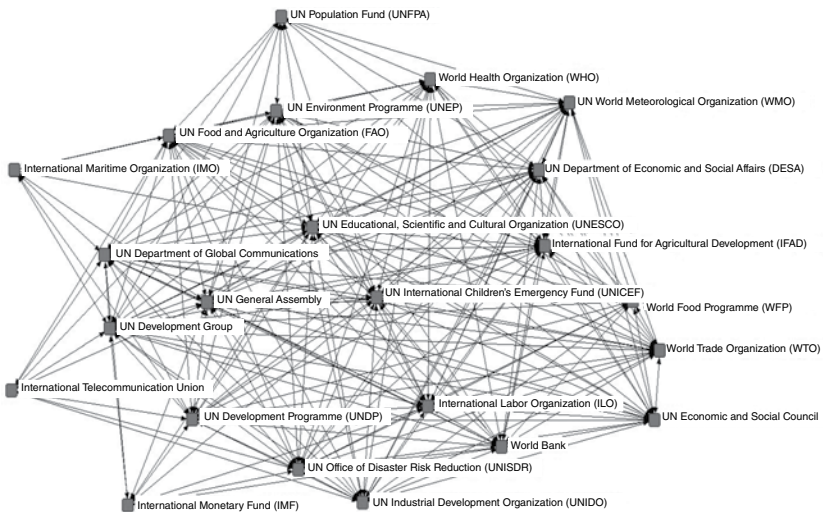 UN Population Fund (UNFPA)
World Health Organization (WHO)
UN Environment Programme (UNEP)
UN World Meteorological Organization (WMO)
UN Food and Agriculture Organization (FAO)
International Maritime Organization (IMO)
UN Department of Economic and Social Affairs (DESA)
UN Educational, Scientific and Cultural Organization (UNESCO)
International Fund for Agricultural Development (IFAD)
UN Department of Global Communications
UN International Children's Emergency Fund (UNICEF)
UN General Assembly
World Food Programme (WFP)
UN Development Group
World Trade Organization (WTO)
International Telecommunication Union
International Labor Organization (ILO)
UN Development Programme (UNDP)
UN Economic and Social Council
World Bank
UN Office of Disaster Risk Reduction (UNISDR)
International Monetary Fund (IMF)
UN Industrial Development Organization (UNIDO)